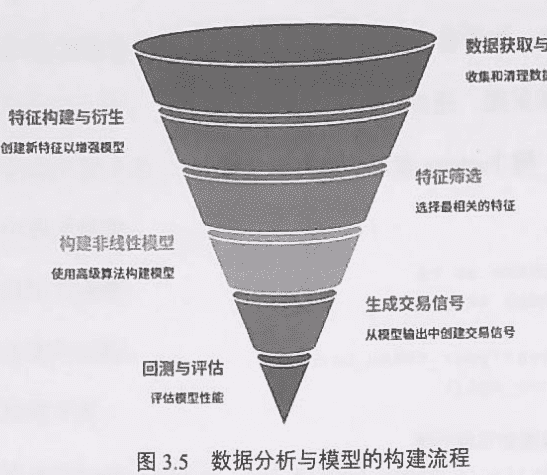 数据获取与
收集和清理数据
特征构建与衍生
创建新特征以增强模型
特征筛选
选择最相关的特征
构建非线性模型
使用高级算法构建模型
生成交易信号
从模型输出中创建交易信号
回测与评估
评估模型性能
图 3.5 数据分析与模型的构建流程